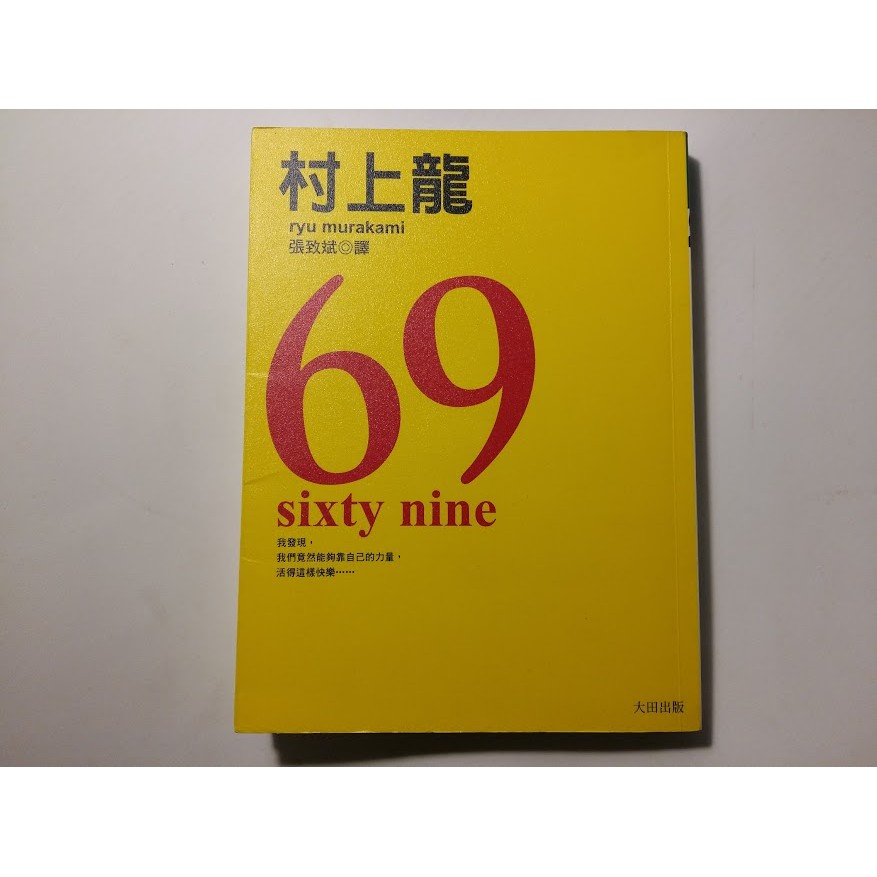 村上龍
ryu murakami
張致斌◎譯
69
sixty nine
我發現，
我們竟然能夠靠自己的力量，
活得這樣快樂⋯⋯
大田出版